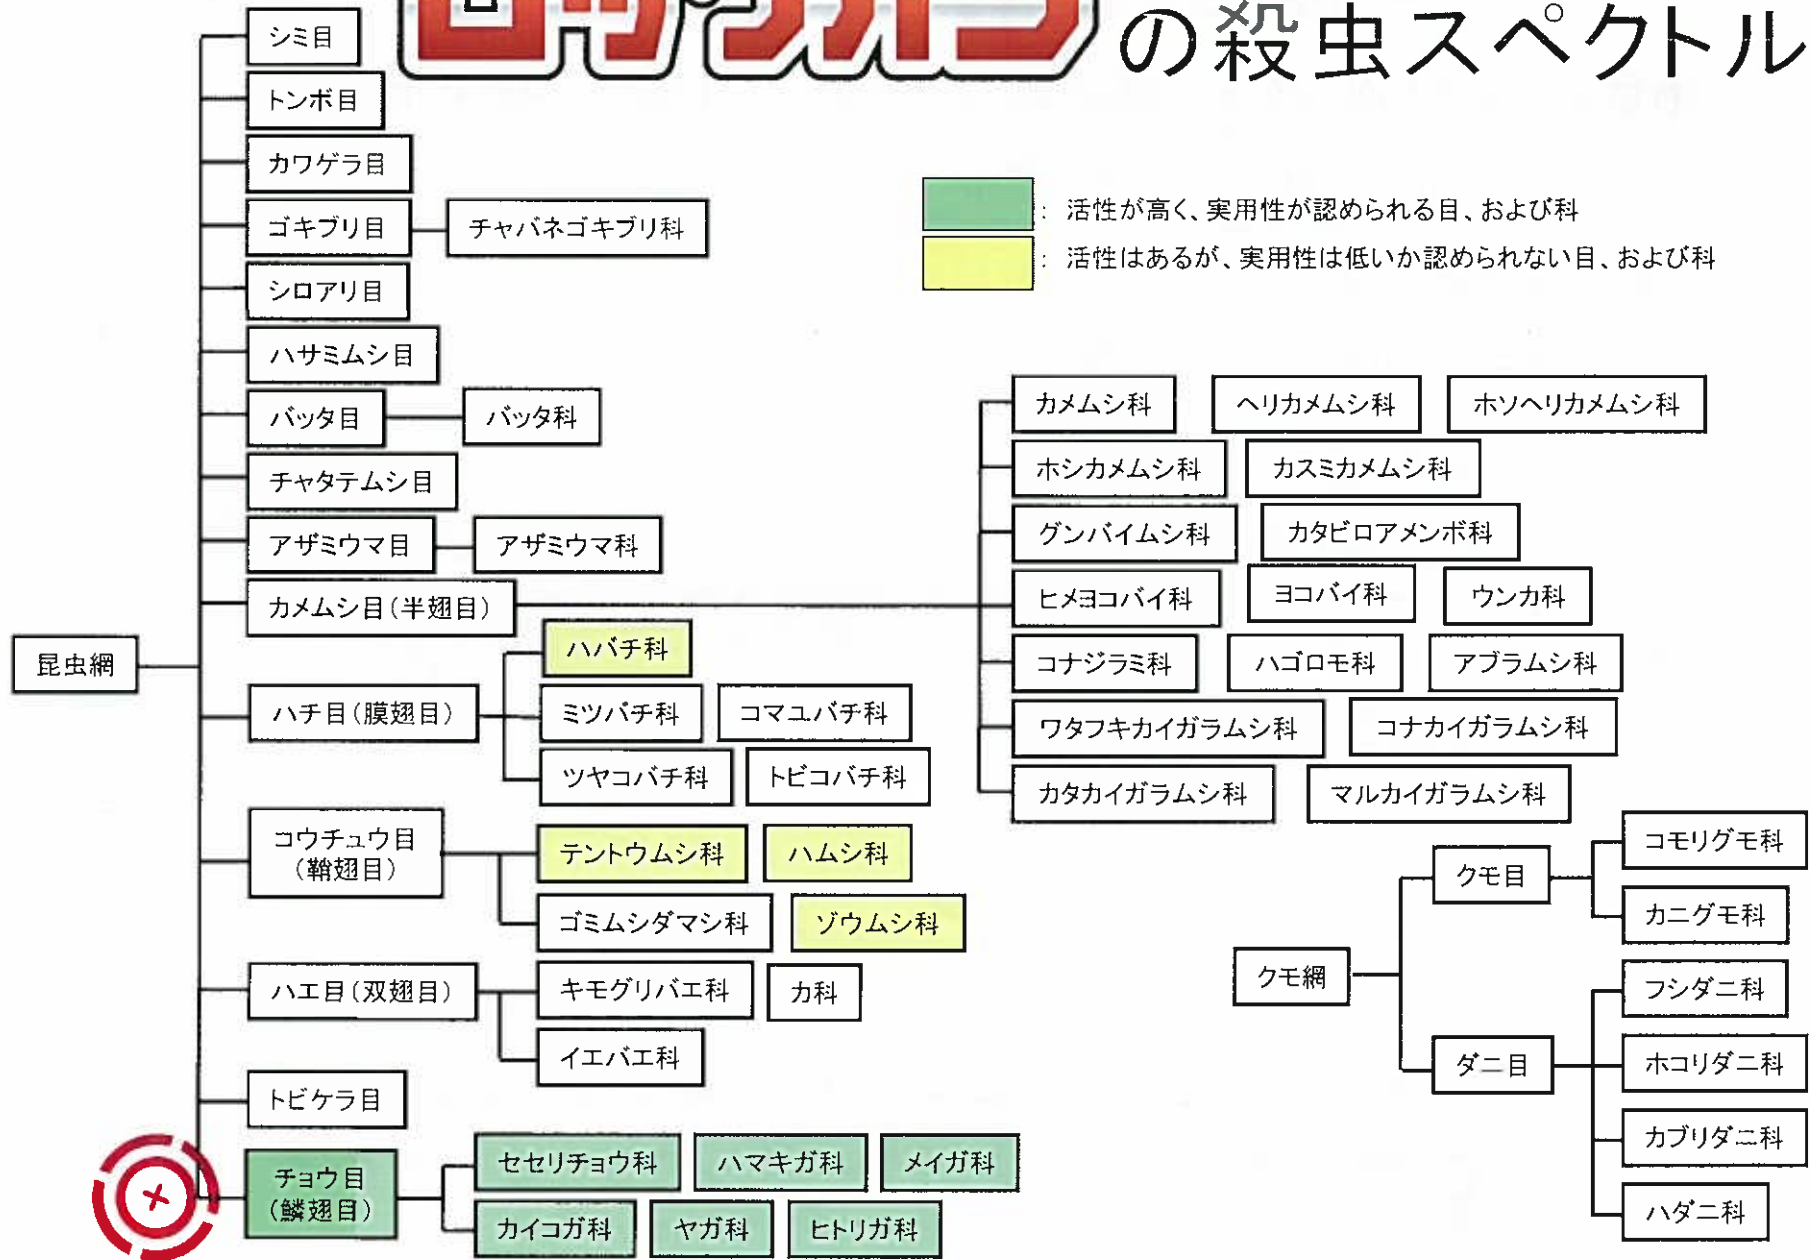 の殺虫スペクトル
シミ目
トンボ目
カワゲラ目
ゴキブリ目
チャバネゴキブリ科
シロアリ目
ハサミムシ目
バッタ目
バッタ科
チャタテムシ目
アザミウマ目
アザミウマ科
カメムシ目(半翅目)
: 活性が高く、実用性が認められる目、および科
: 活性はあるが、実用性は低いか認められない目、および科
カメムシ科
ヘリカメムシ科
ホソヘリカメムシ科
ホシカメムシ科
カスミカメムシ科
グンバイムシ科
カタビロアメンボ科
ヒメヨコバイ科
ヨコバイ科
ウンカ科
コナジラミ科
ハゴロモ科
アブラムシ科
ワタフキカイガラムシ科
コナカイガラムシ科
カタカイガラムシ科
マルカイガラムシ科
昆虫網
ハチ目(膜翅目)
ハバチ科
ミツバチ科
コマユバチ科
ツヤコバチ科
トビコバチ科
コウチュウ目
(鞘翅目)
テントウムシ科
ハムシ科
ゴミムシダマシ科
ゾウムシ科
ハエ目(双翅目)
キモグリバエ科
カ科
イエバエ科
トビケラ目
チョウ目
(鱗翅目)
セセリチョウ科
ハマキガ科
メイガ科
カイコガ科
ヤガ科
ヒトリガ科
クモ網
クモ目
コモリグモ科
カニグモ科
ダニ目
フシダニ科
ホコリダニ科
カブリダニ科
ハダニ科